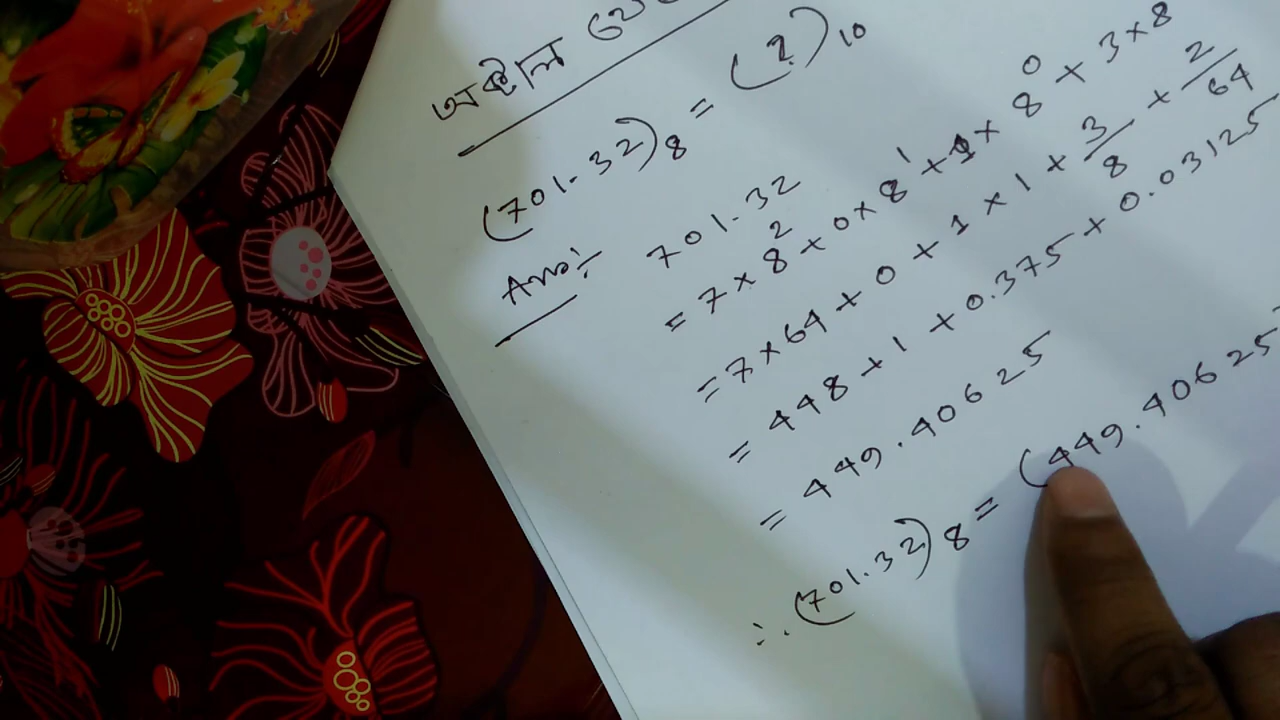 অক্টাল
(701.32)8 = (?)10
Ans:- 701.32
= 7 × 8² × 0 × 8¹ × 1 × 8⁰ × 3 × 8
= 7 × 64 × 0 × 1 × 1 × 3/8 × 2/64
= 448 × 1 × 0.375 × 0.03125
= 449.40625
∴ (701.32)8 = (449.40625